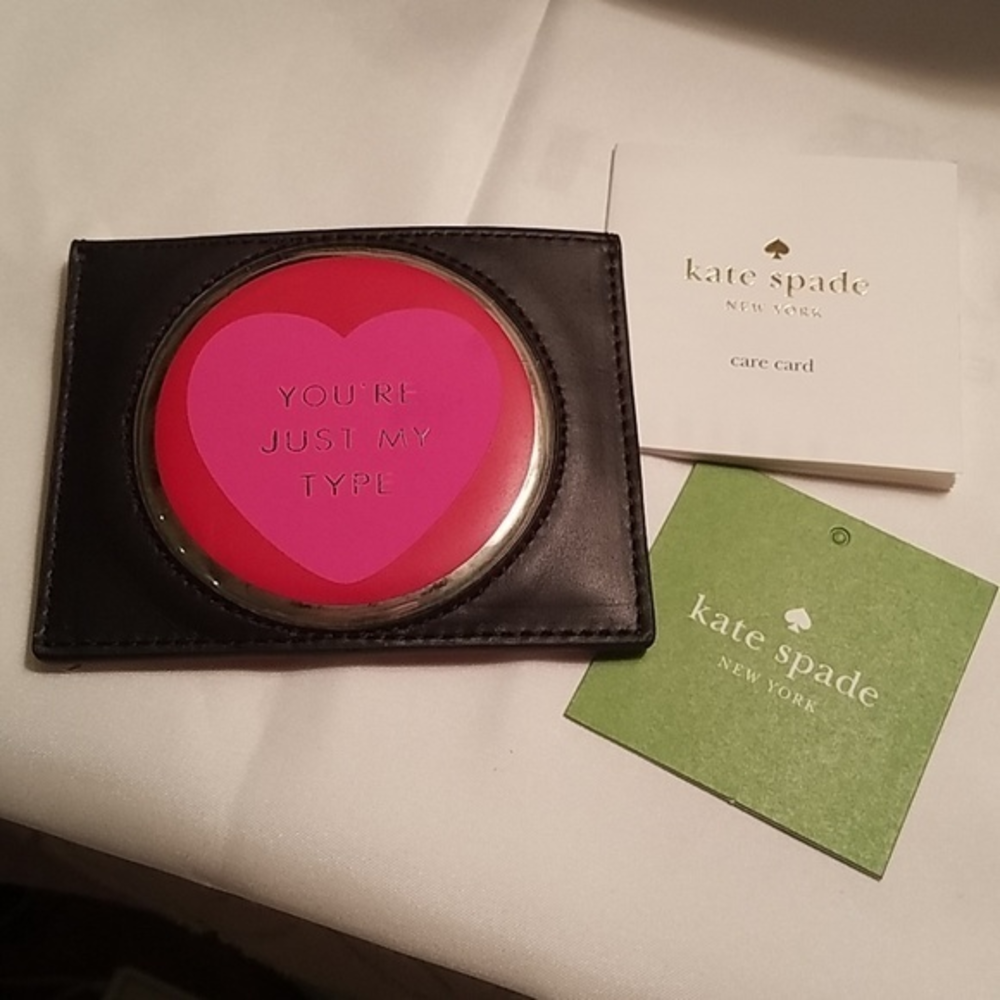 YOU'RE
JUST MY
TYPE
kate spade
NEW YORK
care card
kate spade
NEW YORK